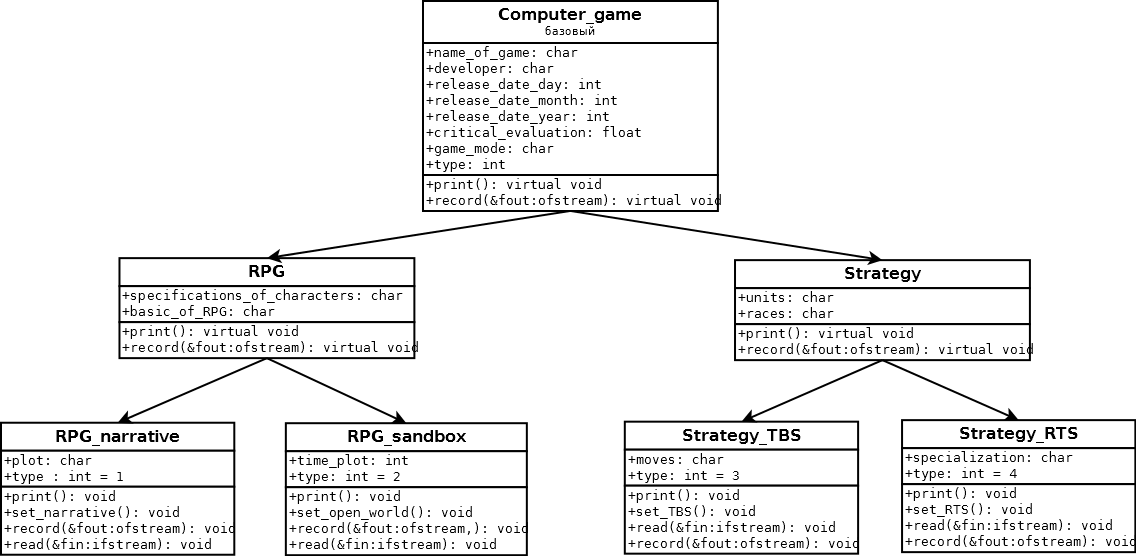 Computer_game
базовый
+name_of_game: char
+developer: char
+release_date_day: int
+release_date_month: int
+release_date_year: int
+critical_evaluation: float
+game_mode: char
+type: int
+print(): virtual void
+record(&fout:ofstream): virtual void
RPG
+specifications_of_characters: char
+basic_of_RPG: char
+print(): virtual void
+record(&fout:ofstream): virtual void
Strategy
+units: char
+races: char
+print(): virtual void
+record(&fout:ofstream): virtual void
RPG_narrative
+plot: char
+type : int = 1
+print(): void
+set_narrative(): void
+record(&fout:ofstream): void
+read(&fin:ifstream): void
RPG_sandbox
+time_plot: int
+type: int = 2
+print(): void
+set_open_world(): void
+record(&fout:ofstream,): void
+read(&fin:ifstream): void
Strategy_TBS
+moves: char
+type: int = 3
+print(): void
+set_TBS(): void
+read(&fin:ifstream): void
+record(&fout:ofstream): void
Strategy_RTS
+specialization: char
+type: int = 4
+print(): void
+set_RTS(): void
+read(&fin:ifstream): void
+record(&fout:ofstream): void